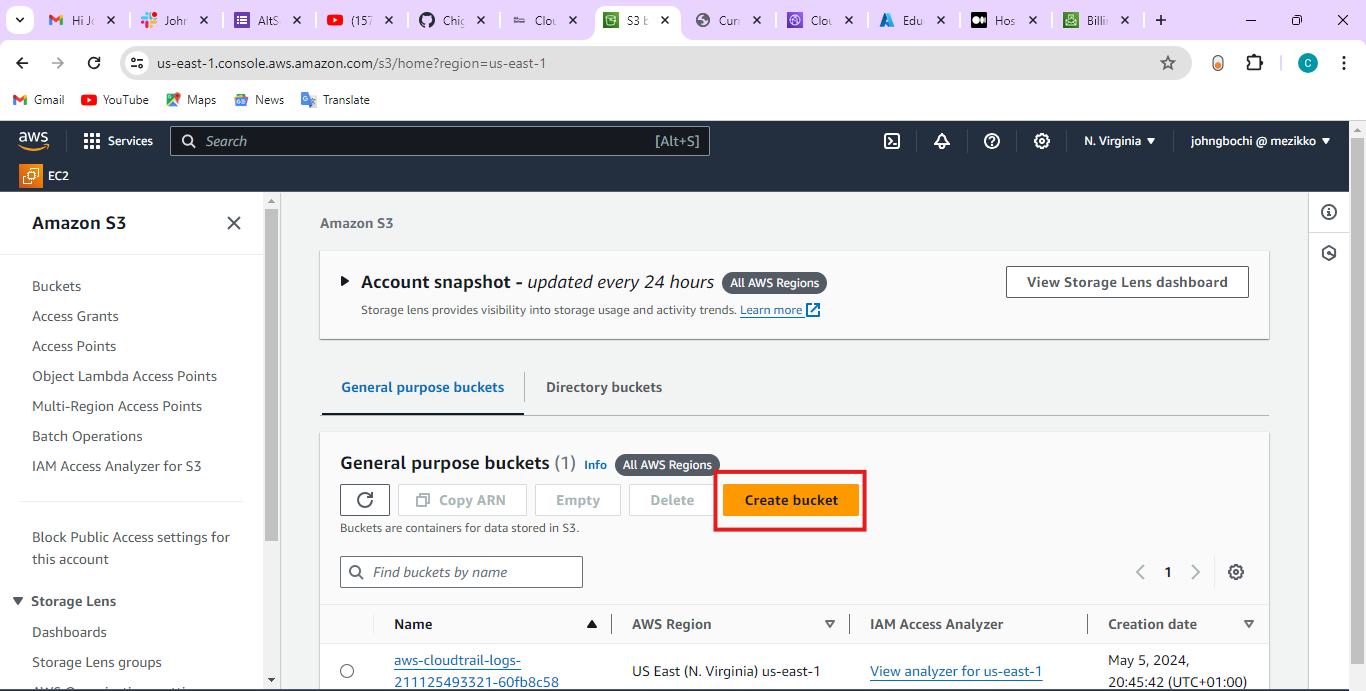 Hi Jo
John
AltS
(157
Chig
Clou
S3 b
Curr
Clou
Edu
Hos
Billi
us-east-1.console.aws.amazon.com/s3/home?region=us-east-1
C
Gmail
YouTube
Maps
News
Translate
aws
Services
Search
[Alt+S]
N. Virginia
johngbochi @ mezikko
EC2
Amazon S3
Buckets
Access Grants
Access Points
Object Lambda Access Points
Multi-Region Access Points
Batch Operations
IAM Access Analyzer for S3
Block Public Access settings for
this account
Storage Lens
Dashboards
Storage Lens groups
Amazon S3
Account snapshot - updated every 24 hours
All AWS Regions
View Storage Lens dashboard
Storage lens provides visibility into storage usage and activity trends. Learn more
General purpose buckets
Directory buckets
General purpose buckets (1) Info All AWS Regions
Copy ARN
Empty
Delete
Create bucket
Buckets are containers for data stored in S3.
Find buckets by name
1
Name
AWS Region
IAM Access Analyzer
Creation date
aws-cloudtrail-logs-
211125493321-60fb8c58
US East (N. Virginia) us-east-1
View analyzer for us-east-1
May 5, 2024,
20:45:42 (UTC+01:00)